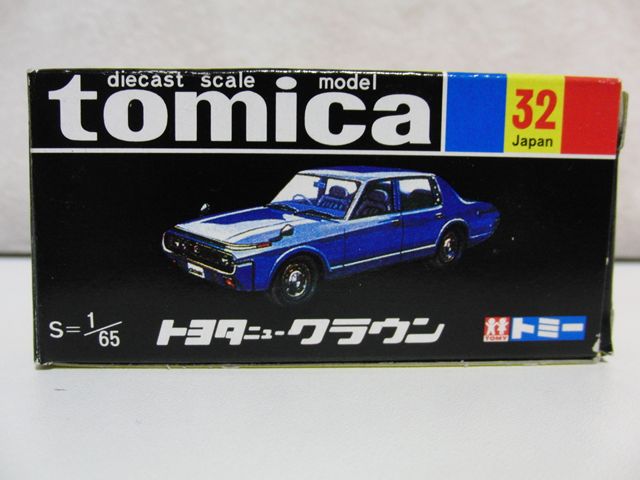 diecast scale model
tomica
32
Japan
S=1/65
トヨタニュークラウン
TOMY
トミー